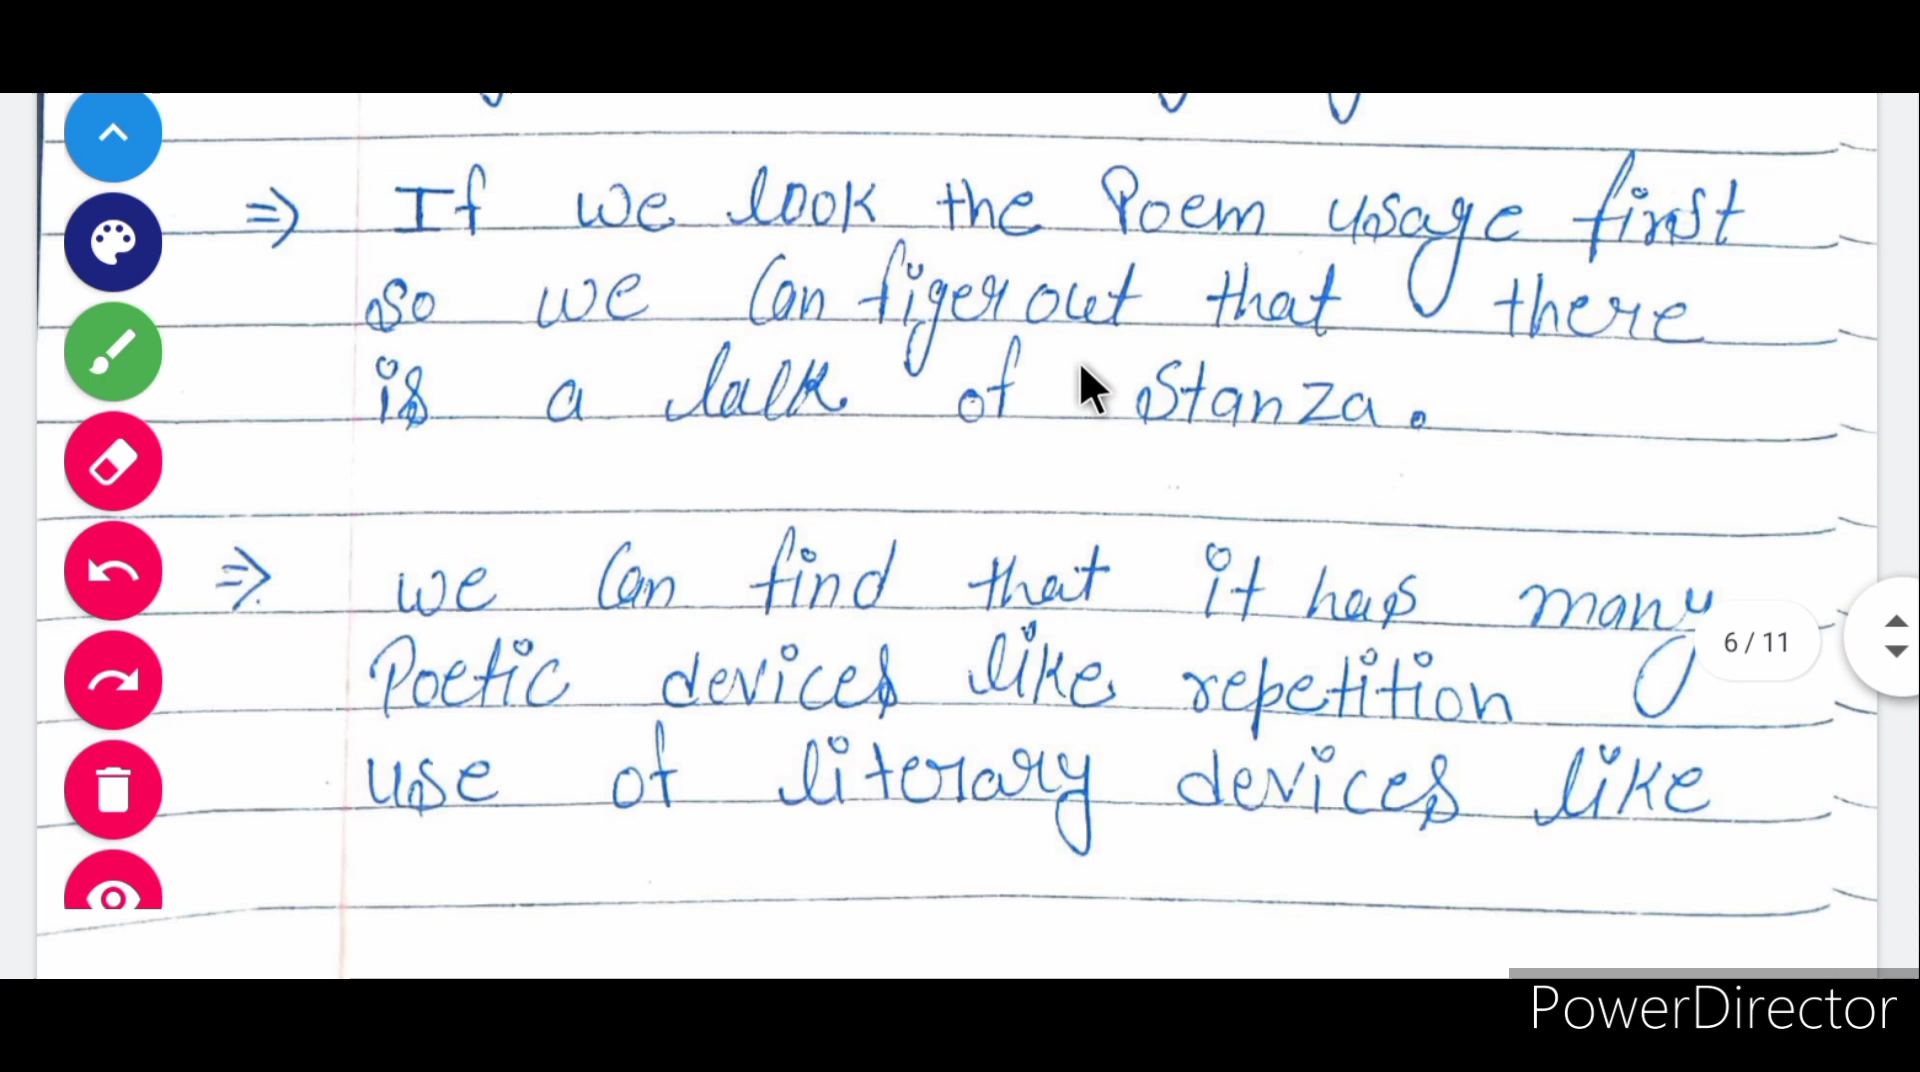 ⇒ If we look the Poem usage first
so we can figer out that there
is a lalk of Stanza.
⇒ we can find that it has many
6 / 11
Poetic devices like repetition
use of literary devices like
PowerDirector